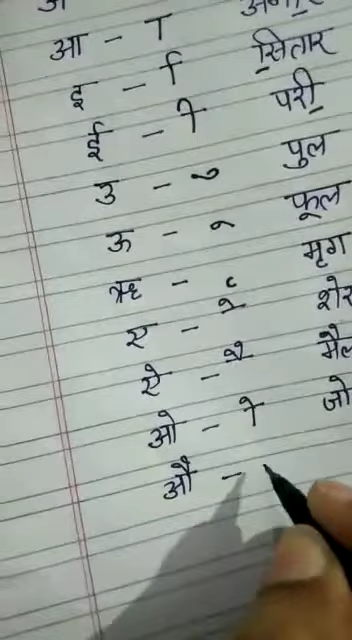 आ - ा
इ - ि सितार
ई - ी परी
उ - ु पुल
ऊ - ू फूल
ऋ - ृ मृग
ए - े शेर
ऐ - ै
ओ - ो
औ -